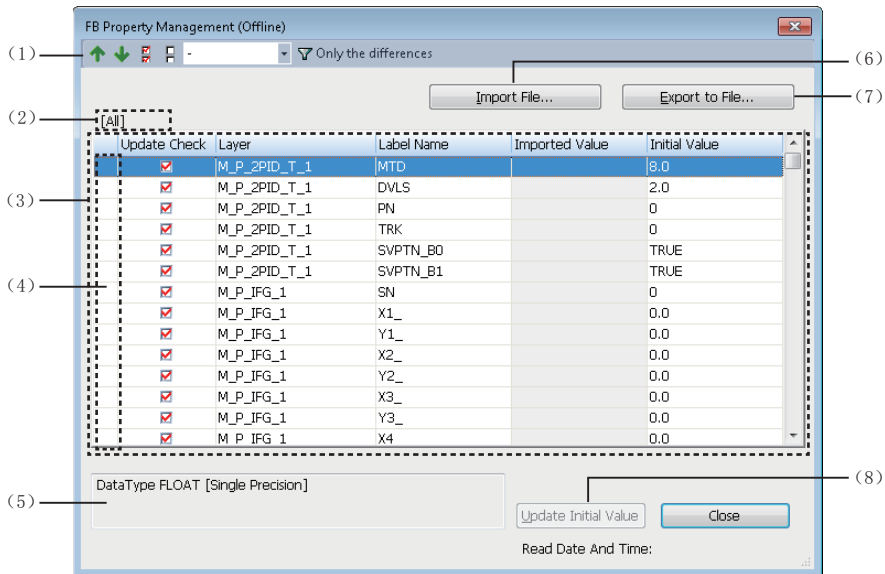 FB Property Management (Offline)
(1)
-
Only the differences
(6)
Import File...
Export to File...
(7)
(2)
[All]
Update Check Layer Label Name Imported Value Initial Value
M_P_2PID_T_1 MTD 8.0
M_P_2PID_T_1 DVLS 2.0
(3)
M_P_2PID_T_1 PN 0
M_P_2PID_T_1 TRK 0
M_P_2PID_T_1 SVPTN_B0 TRUE
M_P_2PID_T_1 SVPTN_B1 TRUE
(4)
M_P_IFG_1 SN 0
M_P_IFG_1 X1_ 0.0
M_P_IFG_1 Y1_ 0.0
M_P_IFG_1 X2_ 0.0
M_P_IFG_1 Y2_ 0.0
M_P_IFG_1 X3_ 0.0
M_P_IFG_1 Y3_ 0.0
M_P_IFG_1 X4 0.0
(5)
DataType FLOAT [Single Precision]
(8)
Update Initial Value
Close
Read Date And Time: